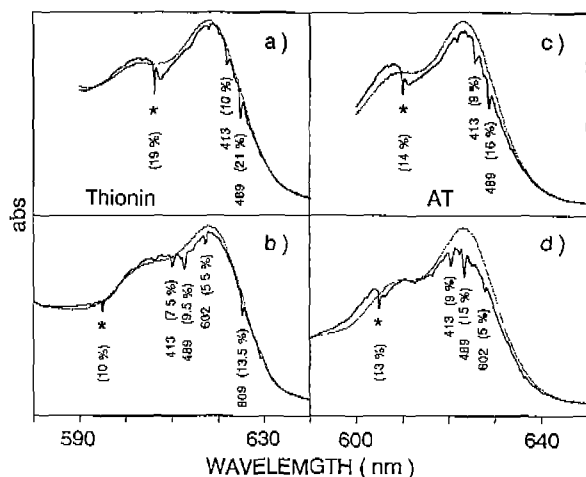 abs
a)
*
(19 %)
413 (10 %)
489 (21 %)
Thionin
c)
*
(14 %)
413 (9 %)
489 (16 %)
AT
b)
*
(10 %)
413 (7.5 %)
489 (9.5 %)
602 (5.5 %)
809 (13.5 %)
d)
*
(13 %)
413 (9 %)
489 (15 %)
602 (5 %)
590
630
600
640
WAVELEMGTH ( nm )